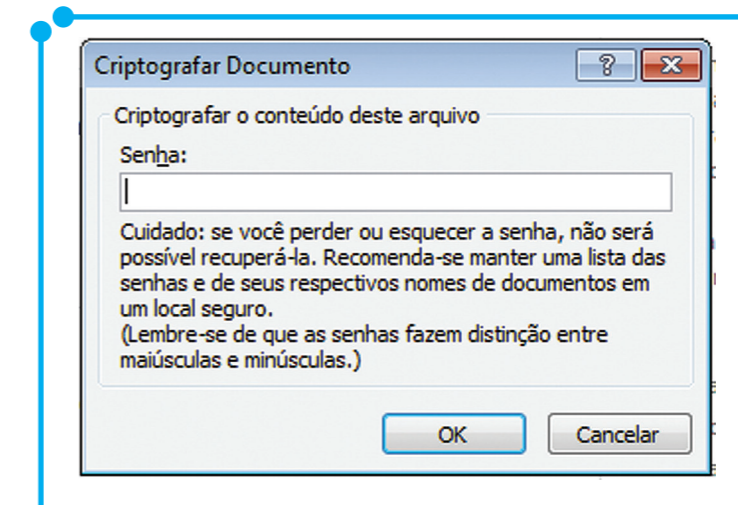 Criptografar Documento
Criptografar o conteúdo deste arquivo
Senha:
Cuidado: se você perder ou esquecer a senha, não será
possível recuperá-la. Recomenda-se manter uma lista das
senhas e de seus respectivos nomes de documentos em
um local seguro.
(Lembre-se de que as senhas fazem distinção entre
maiúsculas e minúsculas.)
OK
Cancelar